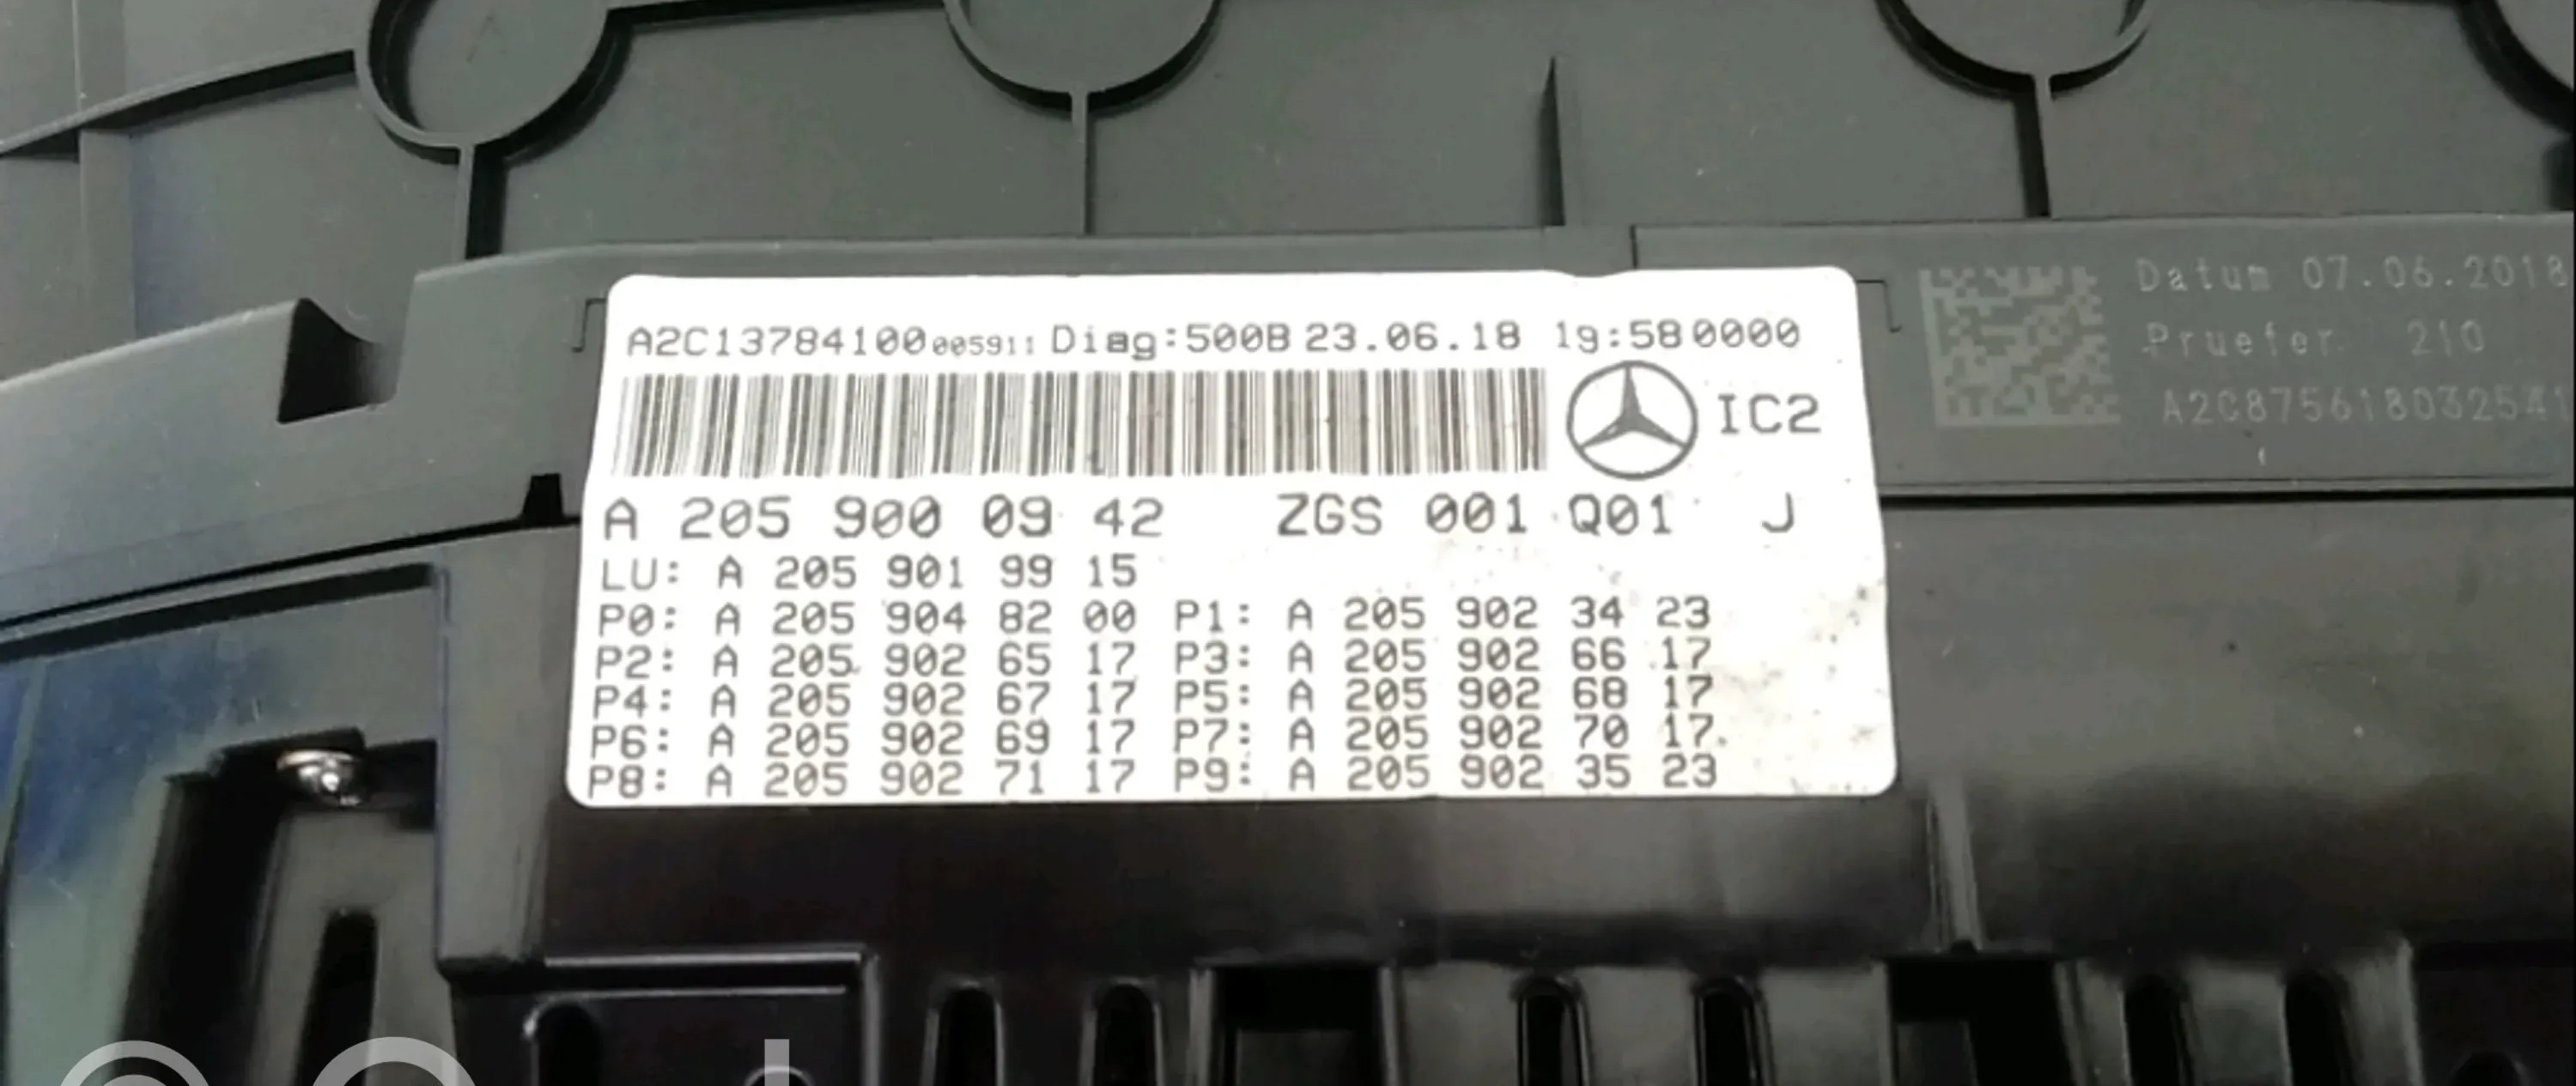 A2C13784100005911 Diag:500B 23.06.18 19:58 0000
IC2
A 205 900 09 42 ZGS 001 Q01 J
LU: A 205 901 99 15
P0: A 205 904 82 00 P1: A 205 902 34 23
P2: A 205 902 65 17 P3: A 205 902 66 17
P4: A 205 902 67 17 P5: A 205 902 68 17
P6: A 205 902 69 17 P7: A 205 902 70 17
P8: A 205 902 71 17 P9: A 205 902 35 23
Datum 07.06.2018
Pruefer 210